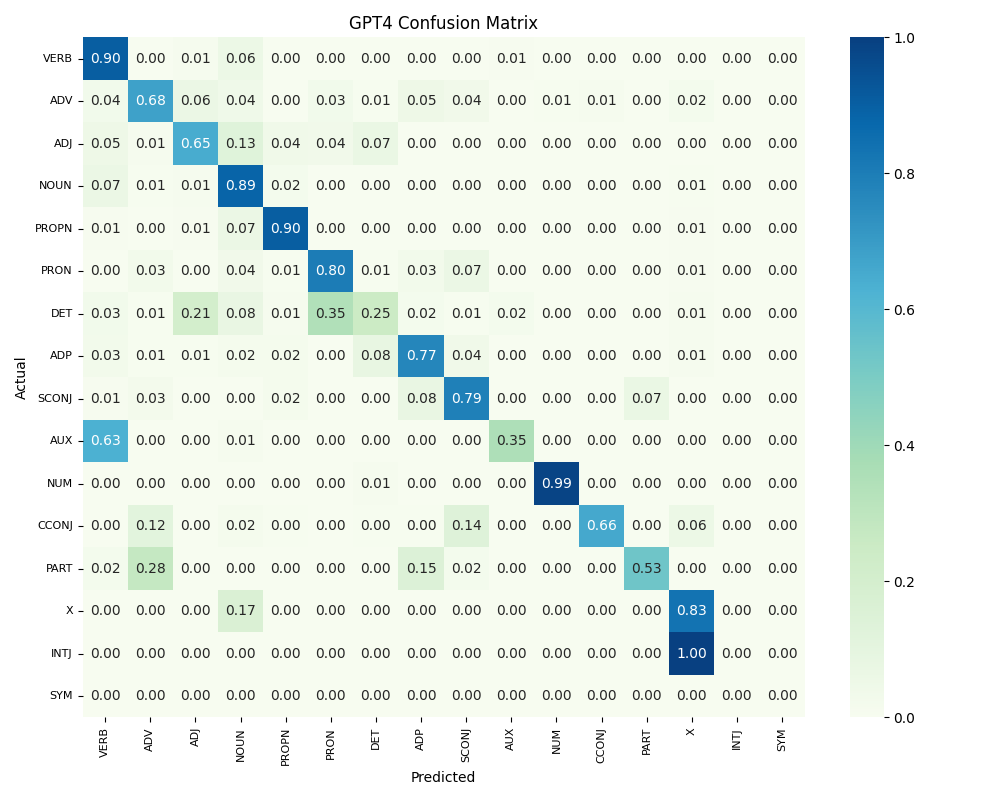 GPT4 Confusion Matrix
VERB 0.90 0.00 0.01 0.06 0.00 0.00 0.00 0.00 0.00 0.01 0.00 0.00 0.00 0.00 0.00 0.00
ADV 0.04 0.68 0.06 0.04 0.00 0.03 0.01 0.05 0.04 0.00 0.01 0.01 0.00 0.02 0.00 0.00
ADJ 0.05 0.01 0.65 0.13 0.04 0.04 0.07 0.00 0.00 0.00 0.00 0.00 0.00 0.00 0.00 0.00
NOUN 0.07 0.01 0.01 0.89 0.02 0.00 0.00 0.00 0.00 0.00 0.00 0.00 0.00 0.01 0.00 0.00
PROPN 0.01 0.00 0.01 0.07 0.90 0.00 0.00 0.00 0.00 0.00 0.00 0.00 0.00 0.01 0.00 0.00
PRON 0.00 0.03 0.00 0.04 0.01 0.80 0.01 0.03 0.07 0.00 0.00 0.00 0.00 0.01 0.00 0.00
DET 0.03 0.01 0.21 0.08 0.01 0.35 0.25 0.02 0.01 0.02 0.00 0.00 0.00 0.01 0.00 0.00
ADP 0.03 0.01 0.01 0.02 0.02 0.00 0.08 0.77 0.04 0.00 0.00 0.00 0.00 0.01 0.00 0.00
SCONJ 0.01 0.03 0.00 0.00 0.02 0.00 0.00 0.08 0.79 0.00 0.00 0.00 0.07 0.00 0.00 0.00
AUX 0.63 0.00 0.00 0.01 0.00 0.00 0.00 0.00 0.00 0.35 0.00 0.00 0.00 0.00 0.00 0.00
NUM 0.00 0.00 0.00 0.00 0.00 0.00 0.01 0.00 0.00 0.00 0.99 0.00 0.00 0.00 0.00 0.00
CCONJ 0.00 0.12 0.00 0.02 0.00 0.00 0.00 0.00 0.14 0.00 0.00 0.66 0.00 0.06 0.00 0.00
PART 0.02 0.28 0.00 0.00 0.00 0.00 0.00 0.15 0.02 0.00 0.00 0.00 0.53 0.00 0.00 0.00
X 0.00 0.00 0.00 0.17 0.00 0.00 0.00 0.00 0.00 0.00 0.00 0.00 0.00 0.83 0.00 0.00
INTJ 0.00 0.00 0.00 0.00 0.00 0.00 0.00 0.00 0.00 0.00 0.00 0.00 0.00 1.00 0.00 0.00
SYM 0.00 0.00 0.00 0.00 0.00 0.00 0.00 0.00 0.00 0.00 0.00 0.00 0.00 0.00 0.00 0.00
VERB ADV ADJ NOUN PROPN PRON DET ADP SCONJ AUX NUM CCONJ PART X INTJ SYM
Predicted
Actual
1.0
0.8
0.6
0.4
0.2
0.0